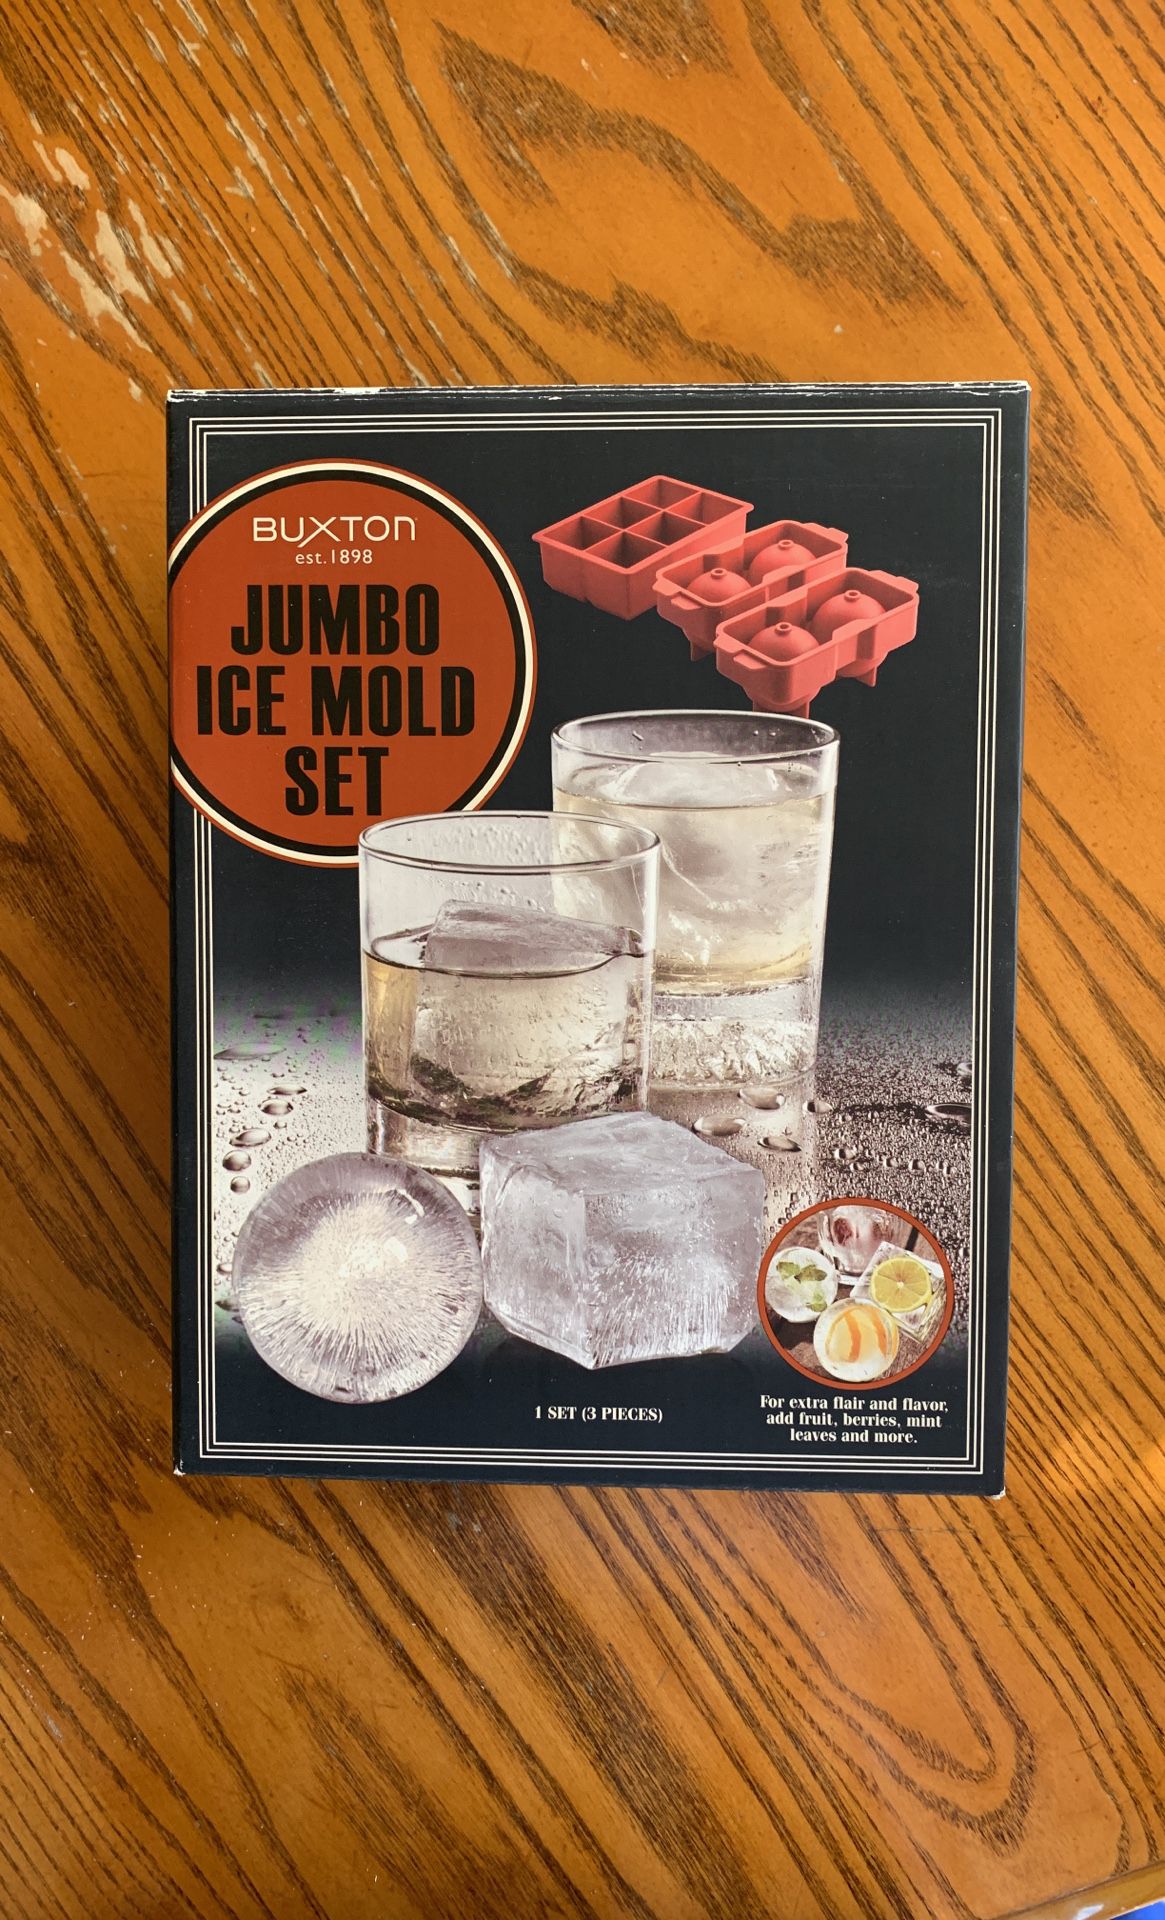 BUXTON
est. 1898
JUMBO
ICE MOLD
SET
1 SET (3 PIECES)
For extra flair and flavor,
add fruit, berries, mint
leaves and more.